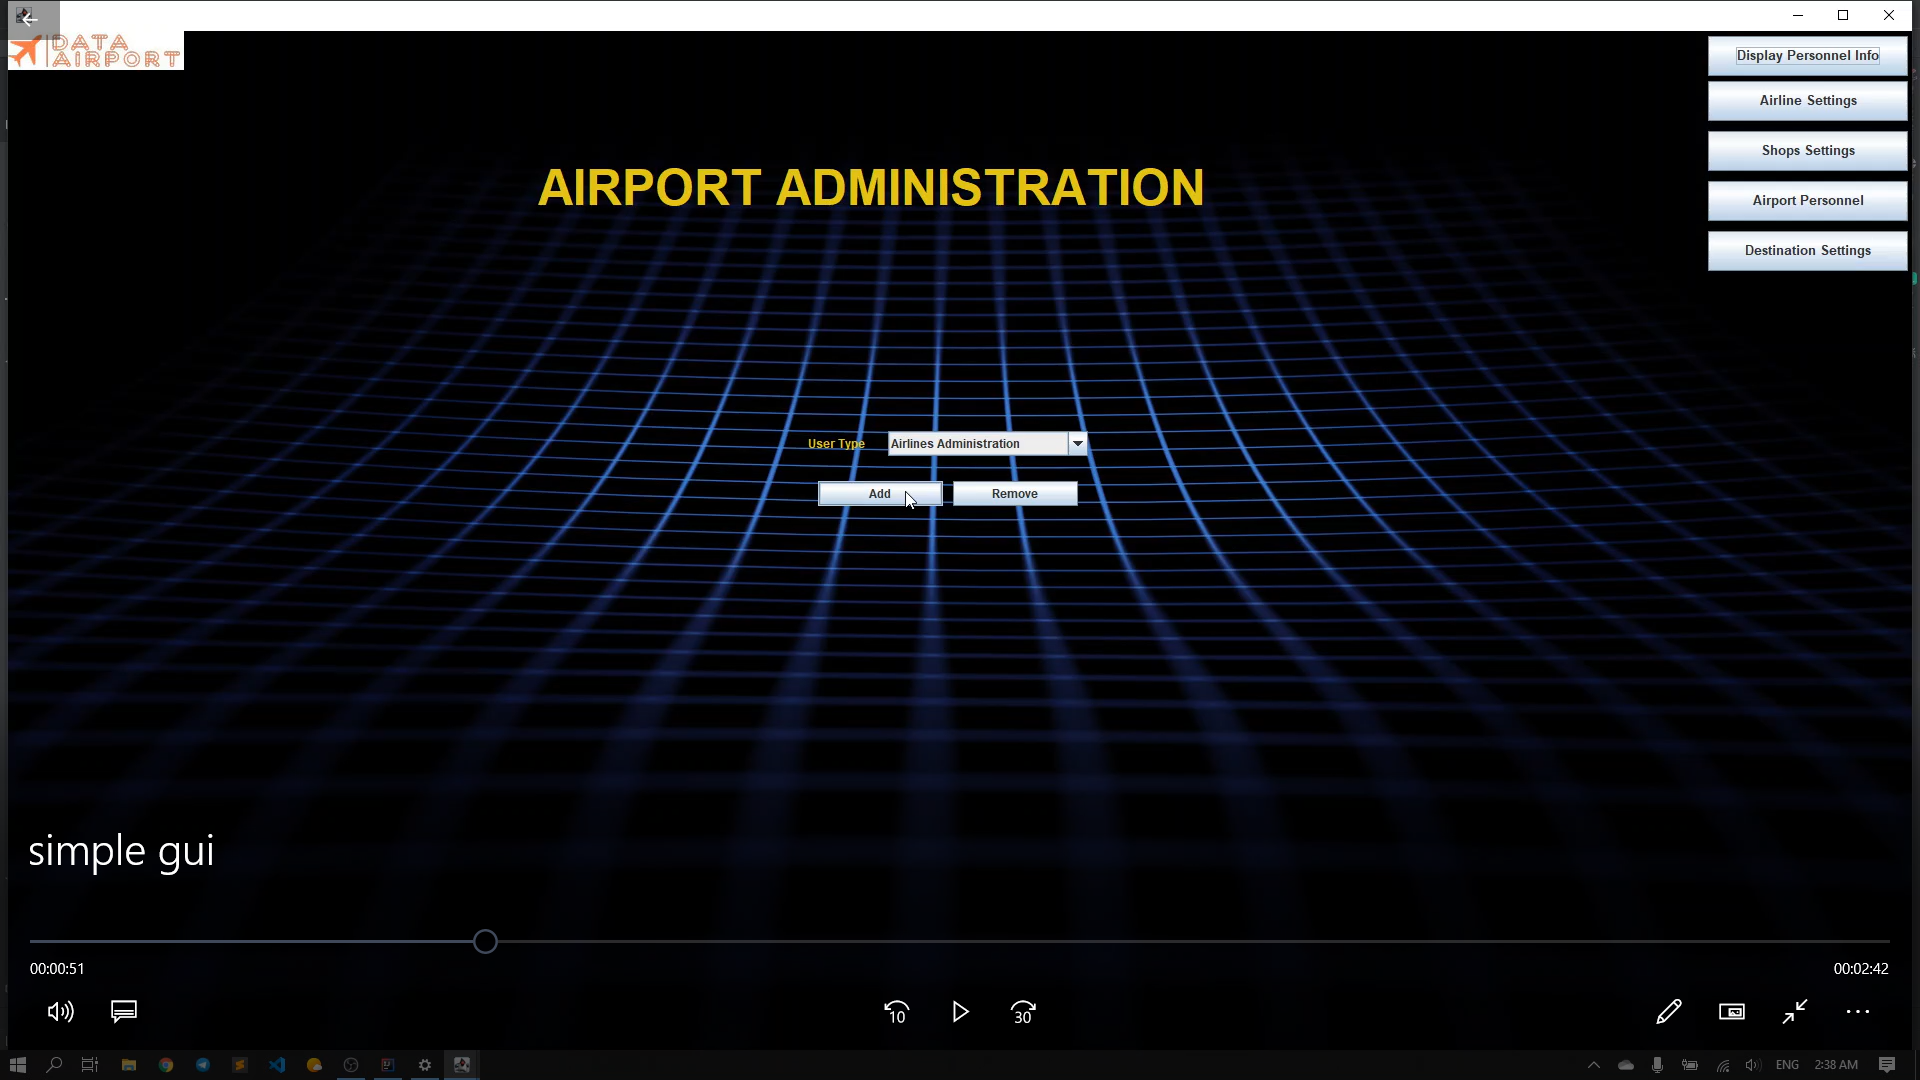 DATA
AIRPORT
Display Personnel Info
Airline Settings
Shops Settings
Airport Personnel
Destination Settings
AIRPORT ADMINISTRATION
User Type
Airlines Administration
Add
Remove
simple gui
00:00:51
00:02:42
10
30
ENG
2:38 AM